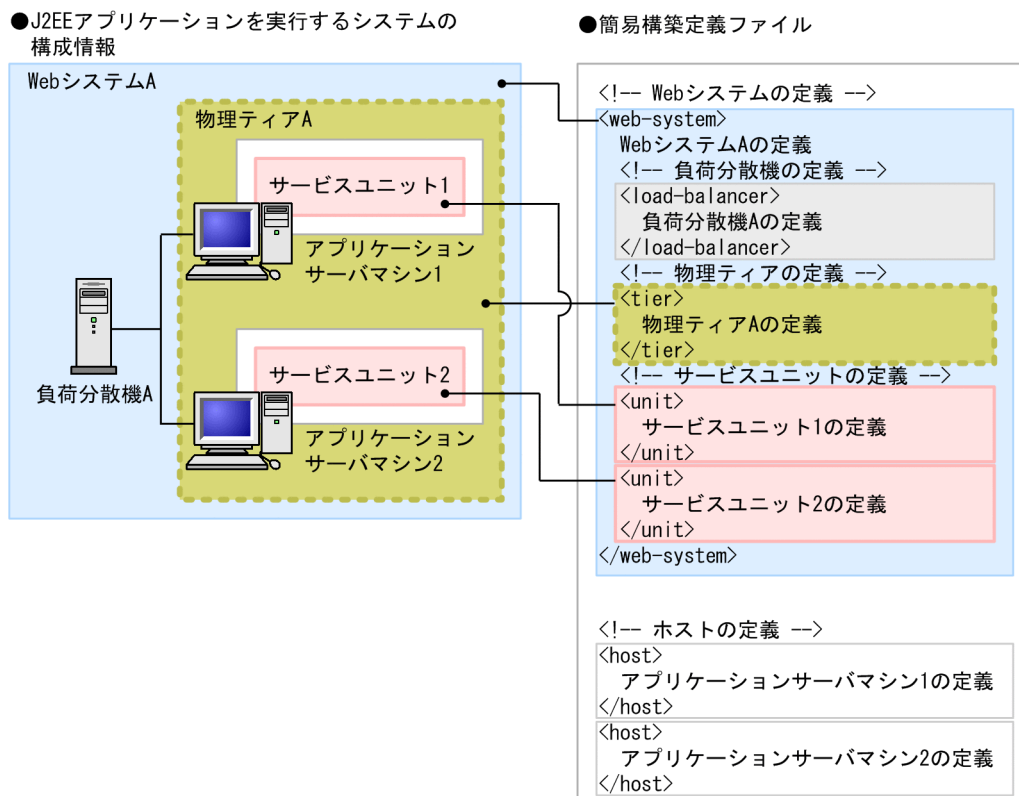 ●J2EEアプリケーションを実行するシステムの
構成情報
WebシステムA
物理ティアA
サービスユニット1
アプリケーション
サーバマシン1
負荷分散機A
サービスユニット2
アプリケーション
サーバマシン2
●簡易構築定義ファイル
<!-- Webシステムの定義 -->
<web-system>
WebシステムAの定義
<!-- 負荷分散機の定義 -->
<load-balancer>
負荷分散機Aの定義
</load-balancer>
<!-- 物理ティアの定義 -->
<tier>
物理ティアAの定義
</tier>
<!-- サービスユニットの定義 -->
<unit>
サービスユニット1の定義
</unit>
<unit>
サービスユニット2の定義
</unit>
</web-system>
<!-- ホストの定義 -->
<host>
アプリケーションサーバマシン1の定義
</host>
<host>
アプリケーションサーバマシン2の定義
</host>